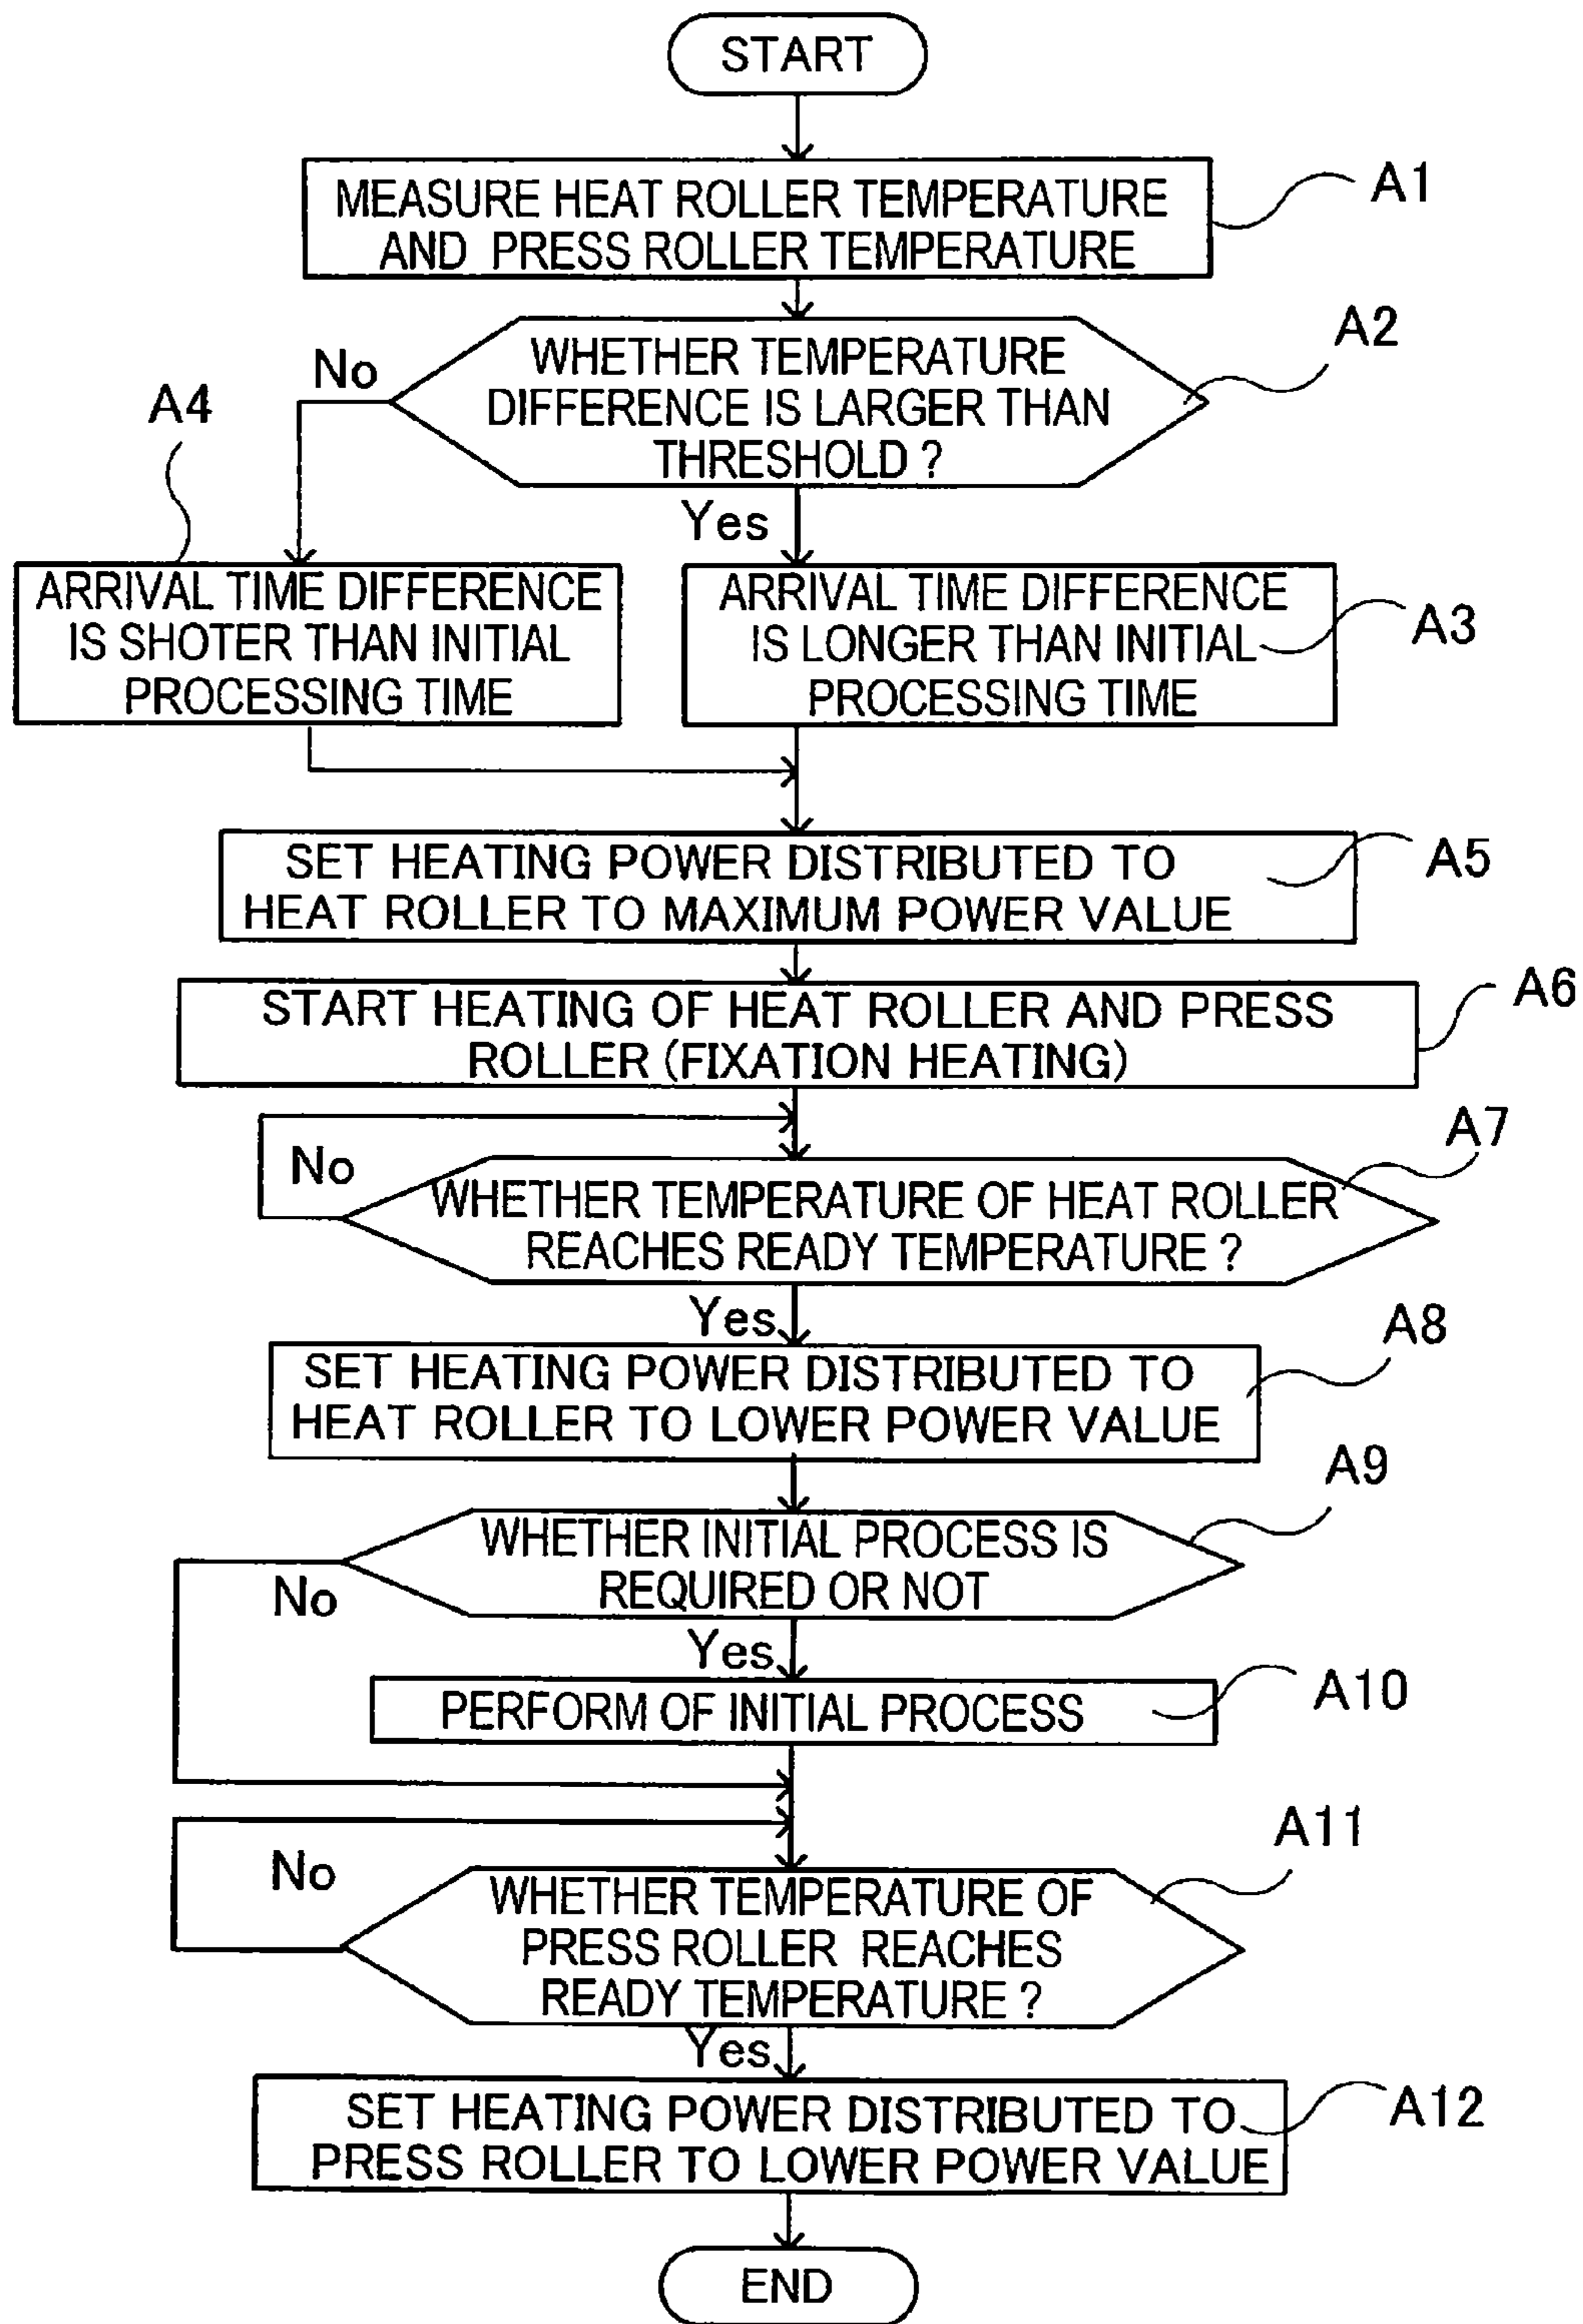 START
MEASURE HEAT ROLLER TEMPERATURE
AND PRESS ROLLER TEMPERATURE
A1
WHETHER TEMPERATURE
DIFFERENCE IS LARGER THAN
THRESHOLD ?
A2
No
Yes
A4
ARRIVAL TIME DIFFERENCE
IS SHOTER THAN INITIAL
PROCESSING TIME
ARRIVAL TIME DIFFERENCE
IS LONGER THAN INITIAL
PROCESSING TIME
A3
SET HEATING POWER DISTRIBUTED TO
HEAT ROLLER TO MAXIMUM POWER VALUE
A5
START HEATING OF HEAT ROLLER AND PRESS
ROLLER (FIXATION HEATING)
A6
No
WHETHER TEMPERATURE OF HEAT ROLLER
REACHES READY TEMPERATURE ?
A7
Yes
SET HEATING POWER DISTRIBUTED TO
HEAT ROLLER TO LOWER POWER VALUE
A8
WHETHER INITIAL PROCESS IS
REQUIRED OR NOT
A9
No
Yes
PERFORM OF INITIAL PROCESS
A10
No
WHETHER TEMPERATURE OF
PRESS ROLLER REACHES
READY TEMPERATURE ?
A11
Yes
SET HEATING POWER DISTRIBUTED TO
PRESS ROLLER TO LOWER POWER VALUE
A12
END